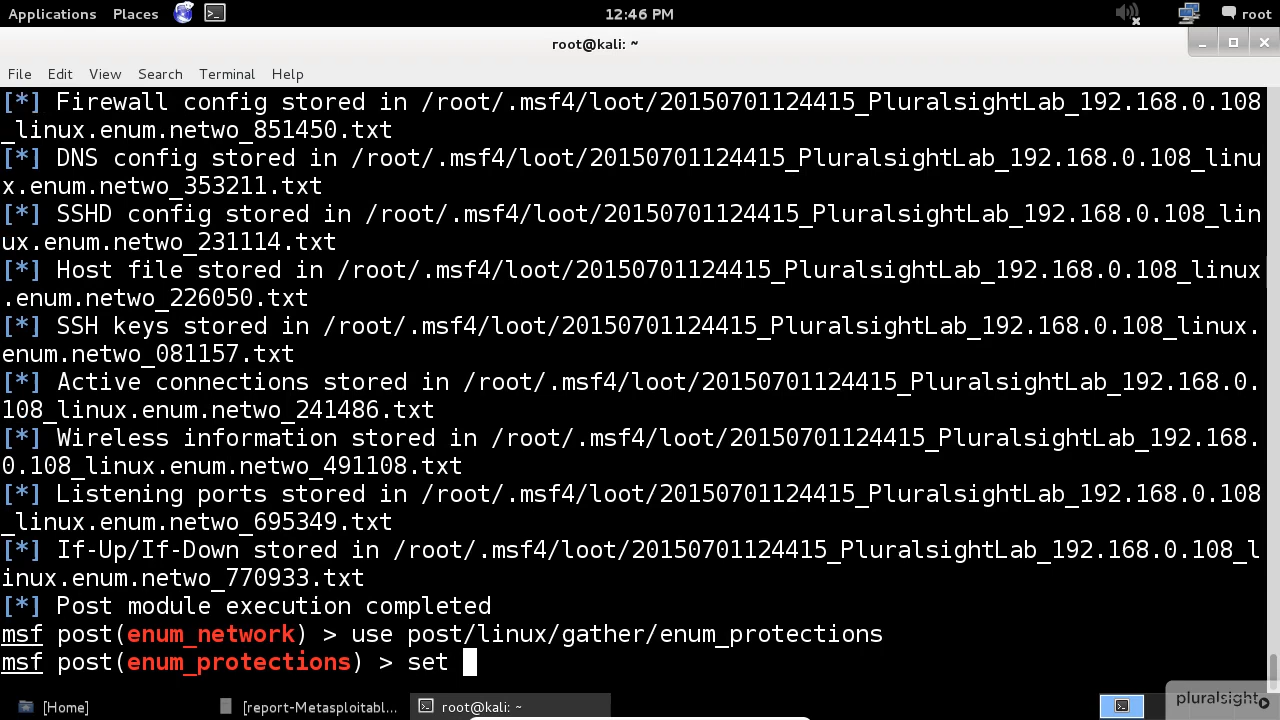 Applications Places 12:46 PM root
root@kali: ~
File Edit View Search Terminal Help
[*] Firewall config stored in /root/.msf4/loot/20150701124415_PluralsightLab_192.168.0.108
_linux.enum.netwo_851450.txt
[*] DNS config stored in /root/.msf4/loot/20150701124415_PluralsightLab_192.168.0.108_linu
x.enum.netwo_353211.txt
[*] SSHD config stored in /root/.msf4/loot/20150701124415_PluralsightLab_192.168.0.108_lin
ux.enum.netwo_231114.txt
[*] Host file stored in /root/.msf4/loot/20150701124415_PluralsightLab_192.168.0.108_linux
.enum.netwo_226050.txt
[*] SSH keys stored in /root/.msf4/loot/20150701124415_PluralsightLab_192.168.0.108_linux.
enum.netwo_081157.txt
[*] Active connections stored in /root/.msf4/loot/20150701124415_PluralsightLab_192.168.0.
108_linux.enum.netwo_241486.txt
[*] Wireless information stored in /root/.msf4/loot/20150701124415_PluralsightLab_192.168.
0.108_linux.enum.netwo_491108.txt
[*] Listening ports stored in /root/.msf4/loot/20150701124415_PluralsightLab_192.168.0.108
_linux.enum.netwo_695349.txt
[*] If-Up/If-Down stored in /root/.msf4/loot/20150701124415_PluralsightLab_192.168.0.108_l
inux.enum.netwo_770933.txt
[*] Post module execution completed
msf post(enum_network) > use post/linux/gather/enum_protections
msf post(enum_protections) > set
[Home] [report-Metasploitabl... root@kali: ~ pluralsight